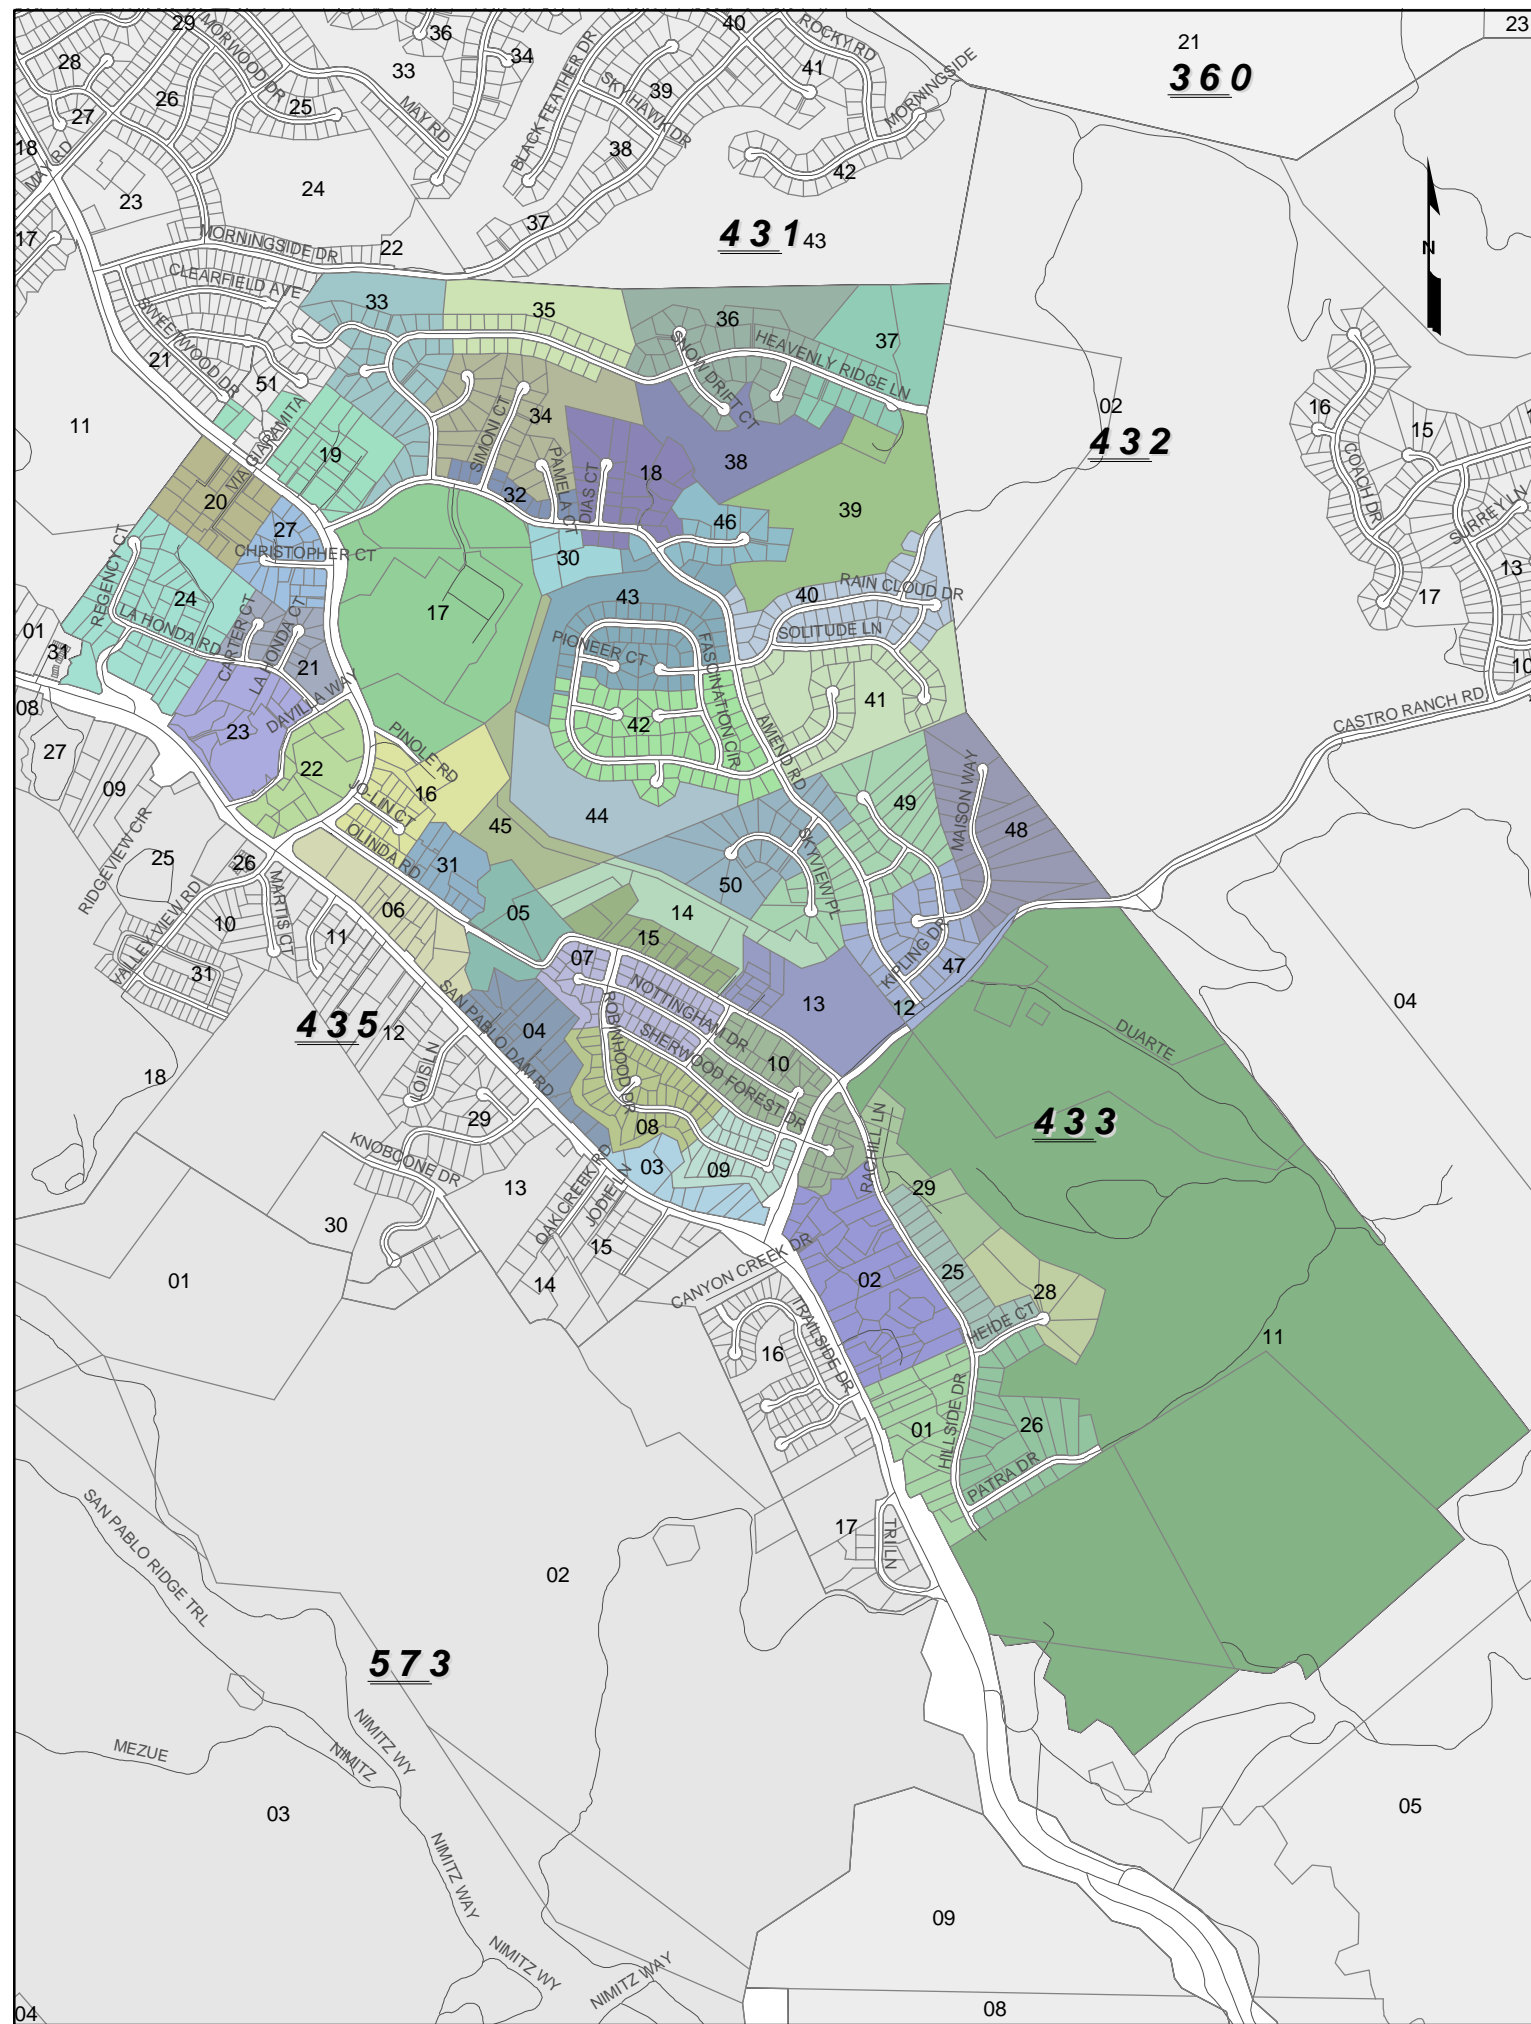 29
40
23
MORWOOD DR
36
34
33
ROCKY RD
21
360
28
26
25
27
MAY RD
BLACK FEATHER DR
SKYHAWK DR
39
41
MORNINGSIDE
18
MAY RD
38
42
23
24
17
MORNINGSIDE DR
22
37
431
43
N
CLEARFIELD AVE
33
35
36
37
SWEETWOOD DR
21
51
SNOW DRIFT CT
HEAVENLY RIDGE LN
11
VIA GIARAMITA
19
SIMONI CT
34
02
432
16
15
COACH DR
20
PAMELA CT
DIAS CT
18
38
SURREY LN
32
39
27
CHRISTOPHER CT
46
30
13
17
REGENCY CT
24
LA HONDA RD
CARTER CT
LA HONDA CT
17
43
40
RAIN CLOUD DR
SOLITUDE LN
01
31
21
PIONEER CT
FASCINATION CIR
10
CASTRO RANCH RD
08
27
23
DAVILLA WAY
22
PINOLE RD
16
42
AMEND RD
41
09
JO-LIN CT
OLINDA RD
31
45
44
SKYVIEW PL
49
MAISON WAY
48
RIDGEVIEW CIR
25
26
VALLEY VIEW RD
10
MARTIS CT
31
11
06
05
50
14
15
07
KIPLING DR
47
12
13
435
12
SAN PABLO DAM RD
04
NOTTINGHAM DR
ROBINHOOD DR
SHERWOOD FOREST DR
10
04
DUARTE
18
LOIS LN
29
08
433
KNOBCONE DR
13
OAK CREEK RD
JODIE LN
03
09
RACHILL LN
29
30
01
15
14
CANYON CREEK DR
02
25
28
HEIDE CT
11
16
TRAILSIDE DR
01
HILLSIDE DR
26
PATRA DR
SAN PABLO RIDGE TRL
17
TRI LN
02
573
NIMITZ WY
MEZUE
NIMITZ
03
05
NIMITZ WAY
09
NIMITZ WY
NIMITZ WAY
04
08